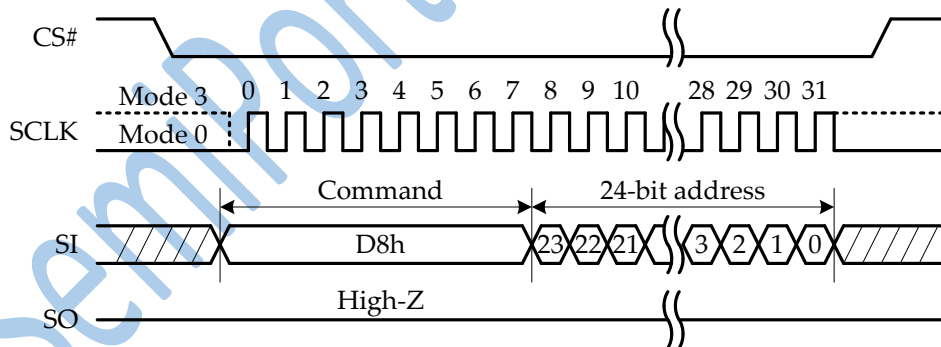 CS#
Mode 3 0 1 2 3 4 5 6 7 8 9 10 28 29 30 31
SCLK Mode 0
Command 24-bit address
SI D8h 23 22 21 3 2 1 0
High-Z
SO
SemiPor